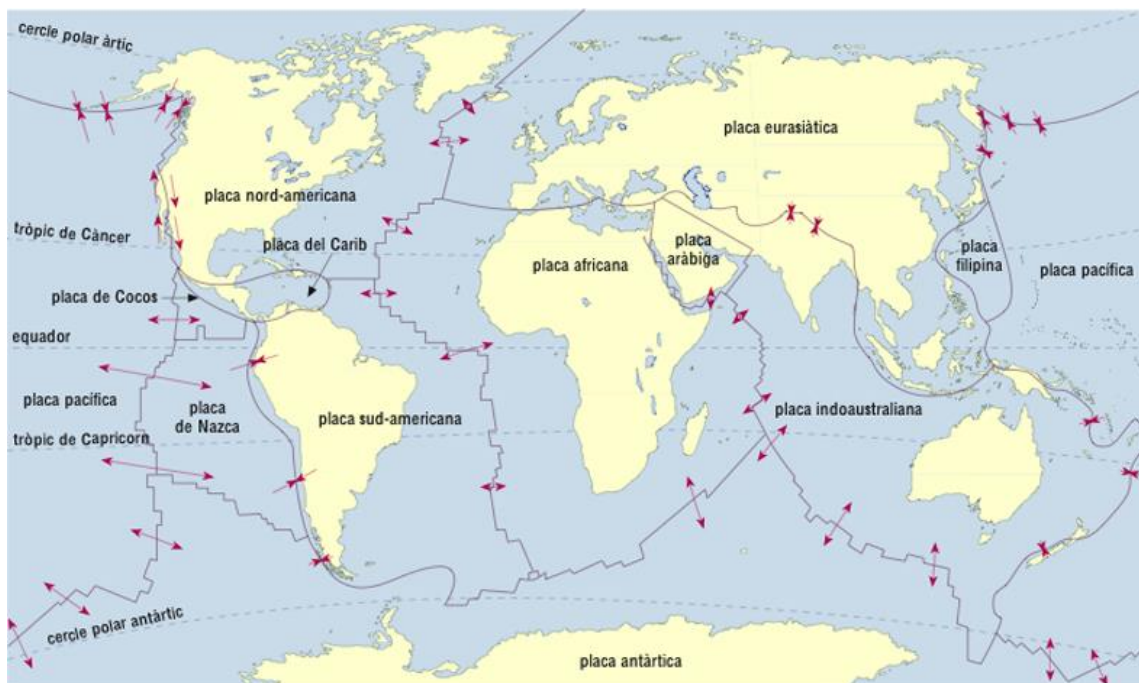 cercle polar àrtic
placa eurasiàtica
placa nord-americana
tròpic de Càncer
placa del Carib
placa
aràbiga
placa
filipina
placa africana
placa pacífica
placa de Cocos
equador
placa pacífica
placa
de Nazca
placa sud-americana
placa indoaustraliana
tròpic de Capricorn
cercle polar antàrtic
placa antàrtica